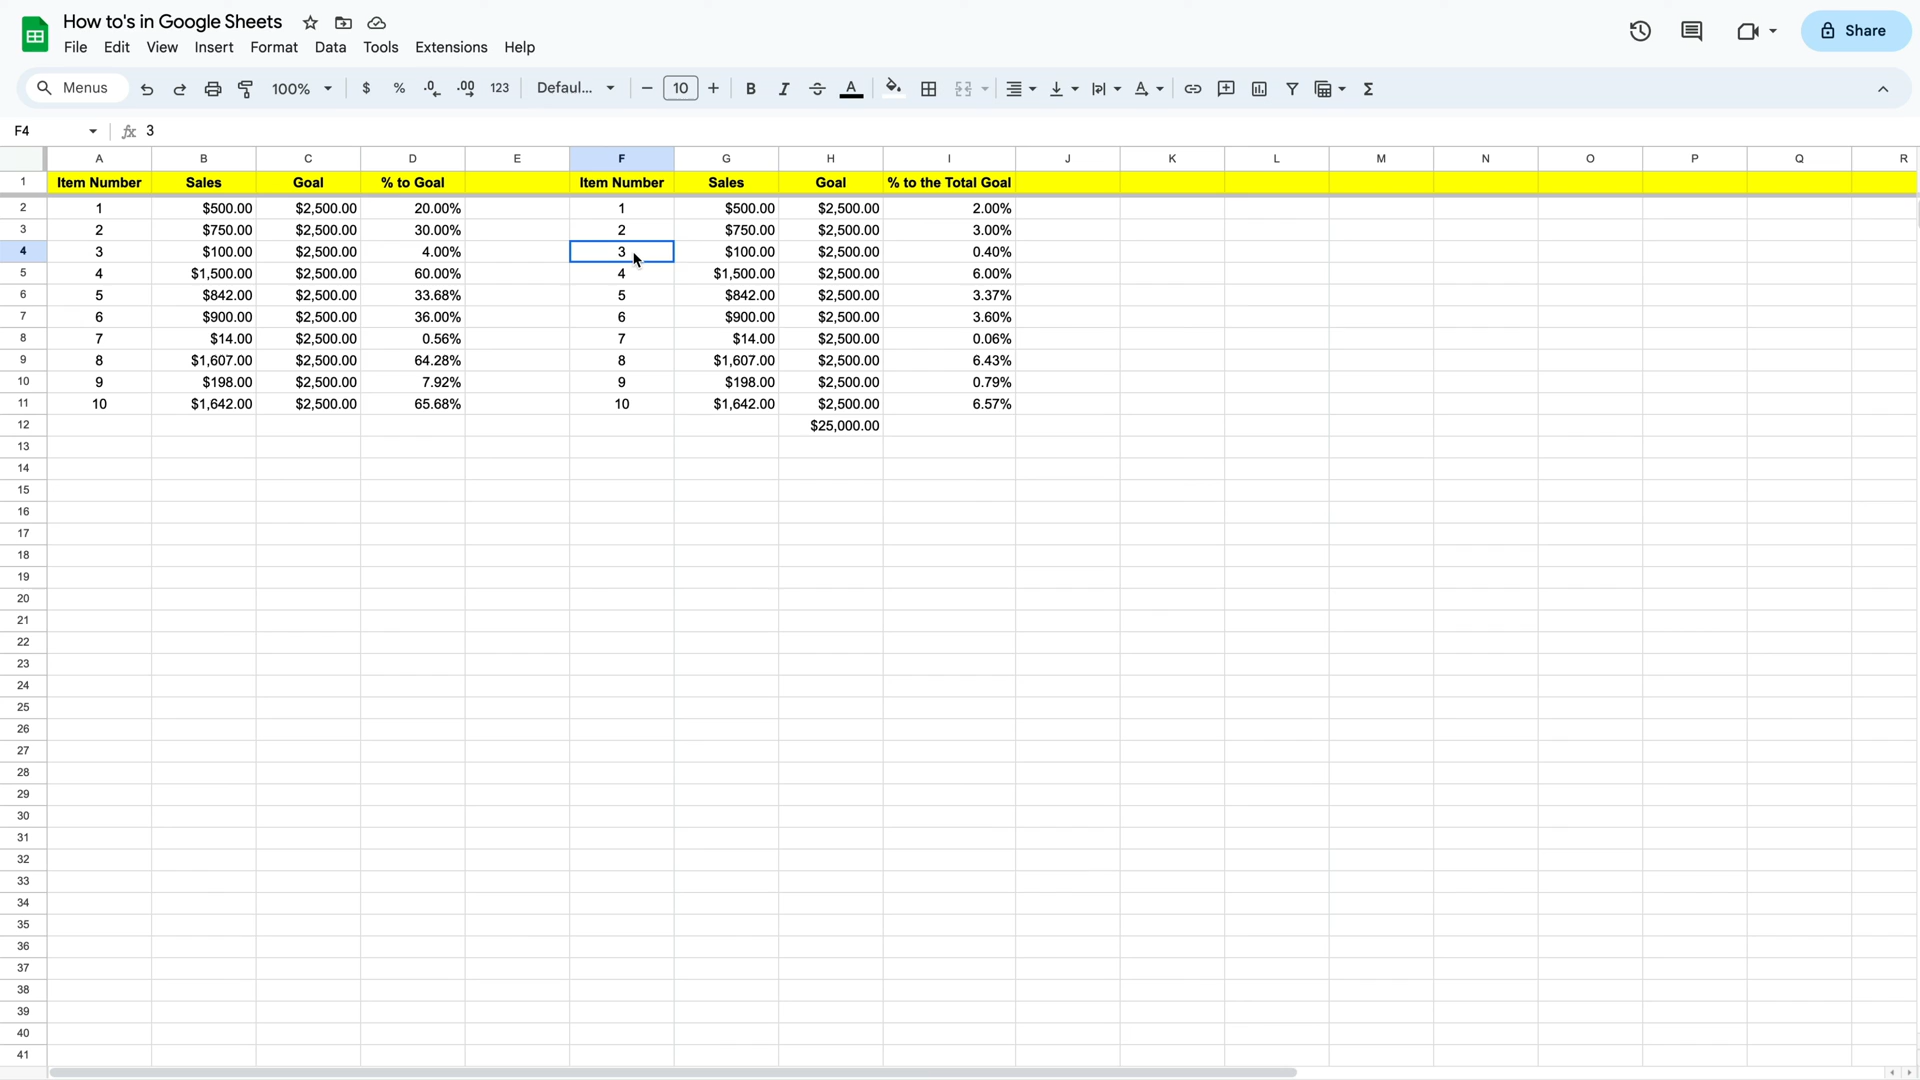 How to's in Google Sheets
File Edit View Insert Format Data Tools Extensions Help
Share
Menus 100% $ % .0 .00 123 Defaul... 10 B I S A
F4 fx 3
A B C D E F G H I J K L M N O P Q R
1 Item Number Sales Goal % to Goal Item Number Sales Goal % to the Total Goal
2 1 $500.00 $2,500.00 20.00% 1 $500.00 $2,500.00 2.00%
3 2 $750.00 $2,500.00 30.00% 2 $750.00 $2,500.00 3.00%
4 3 $100.00 $2,500.00 4.00% 3 $100.00 $2,500.00 0.40%
5 4 $1,500.00 $2,500.00 60.00% 4 $1,500.00 $2,500.00 6.00%
6 5 $842.00 $2,500.00 33.68% 5 $842.00 $2,500.00 3.37%
7 6 $900.00 $2,500.00 36.00% 6 $900.00 $2,500.00 3.60%
8 7 $14.00 $2,500.00 0.56% 7 $14.00 $2,500.00 0.06%
9 8 $1,607.00 $2,500.00 64.28% 8 $1,607.00 $2,500.00 6.43%
10 9 $198.00 $2,500.00 7.92% 9 $198.00 $2,500.00 0.79%
11 10 $1,642.00 $2,500.00 65.68% 10 $1,642.00 $2,500.00 6.57%
12 $25,000.00
13
14
15
16
17
18
19
20
21
22
23
24
25
26
27
28
29
30
31
32
33
34
35
36
37
38
39
40
41